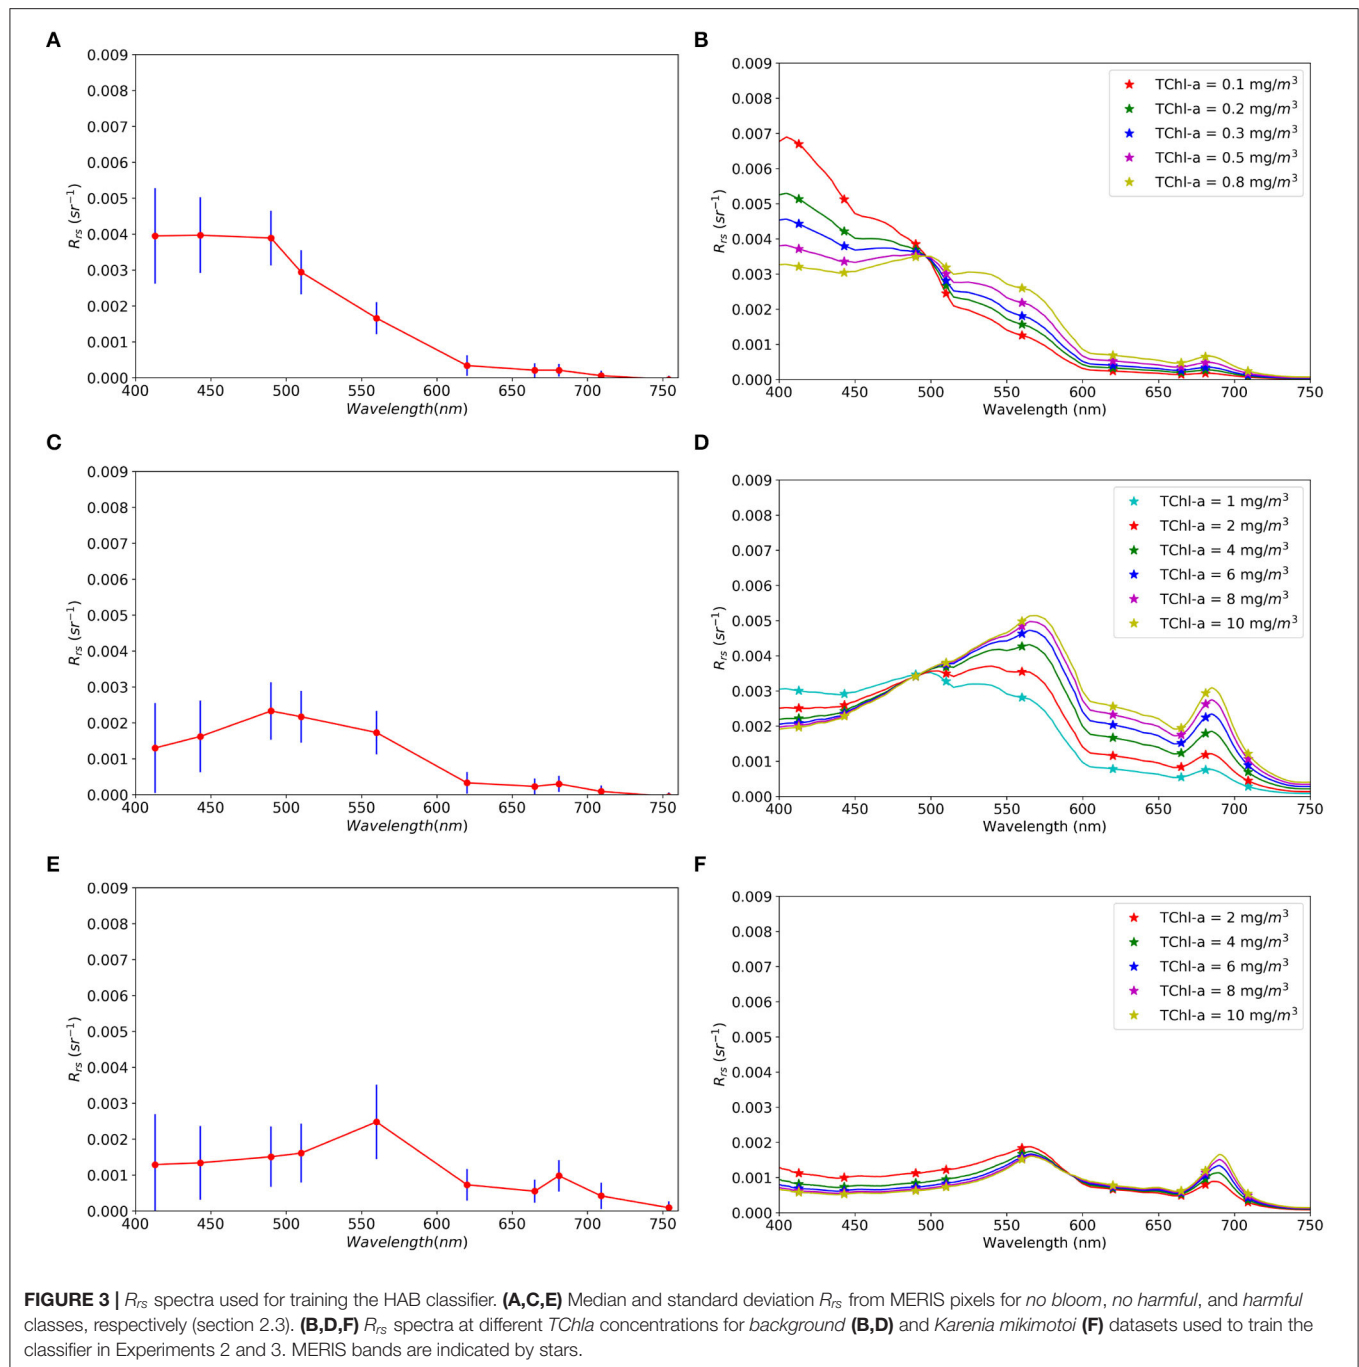 A
0.009
0.008
0.007
0.006
0.005
0.004
0.003
0.002
0.001
0.000
Rrs (sr⁻¹)
400 450 500 550 600 650 700 750
Wavelength(nm)
B
0.009
0.008
0.007
0.006
0.005
0.004
0.003
0.002
0.001
0.000
Rrs (sr⁻¹)
TChl-a = 0.1 mg/m³
TChl-a = 0.2 mg/m³
TChl-a = 0.3 mg/m³
TChl-a = 0.5 mg/m³
TChl-a = 0.8 mg/m³
400 450 500 550 600 650 700 750
Wavelength (nm)
C
0.009
0.008
0.007
0.006
0.005
0.004
0.003
0.002
0.001
0.000
Rrs (sr⁻¹)
400 450 500 550 600 650 700 750
Wavelength(nm)
D
0.009
0.008
0.007
0.006
0.005
0.004
0.003
0.002
0.001
0.000
Rrs (sr⁻¹)
TChl-a = 1 mg/m³
TChl-a = 2 mg/m³
TChl-a = 4 mg/m³
TChl-a = 6 mg/m³
TChl-a = 8 mg/m³
TChl-a = 10 mg/m³
400 450 500 550 600 650 700 750
Wavelength (nm)
E
0.009
0.008
0.007
0.006
0.005
0.004
0.003
0.002
0.001
0.000
Rrs (sr⁻¹)
400 450 500 550 600 650 700 750
Wavelength(nm)
F
0.009
0.008
0.007
0.006
0.005
0.004
0.003
0.002
0.001
0.000
Rrs (sr⁻¹)
TChl-a = 2 mg/m³
TChl-a = 4 mg/m³
TChl-a = 6 mg/m³
TChl-a = 8 mg/m³
TChl-a = 10 mg/m³
400 450 500 550 600 650 700 750
Wavelength (nm)
FIGURE 3 | Rrs spectra used for training the HAB classifier. (A,C,E) Median and standard deviation Rrs from MERIS pixels for no bloom, no harmful, and harmful
classes, respectively (section 2.3). (B,D,F) Rrs spectra at different TChla concentrations for background (B,D) and Karenia mikimotoi (F) datasets used to train the
classifier in Experiments 2 and 3. MERIS bands are indicated by stars.